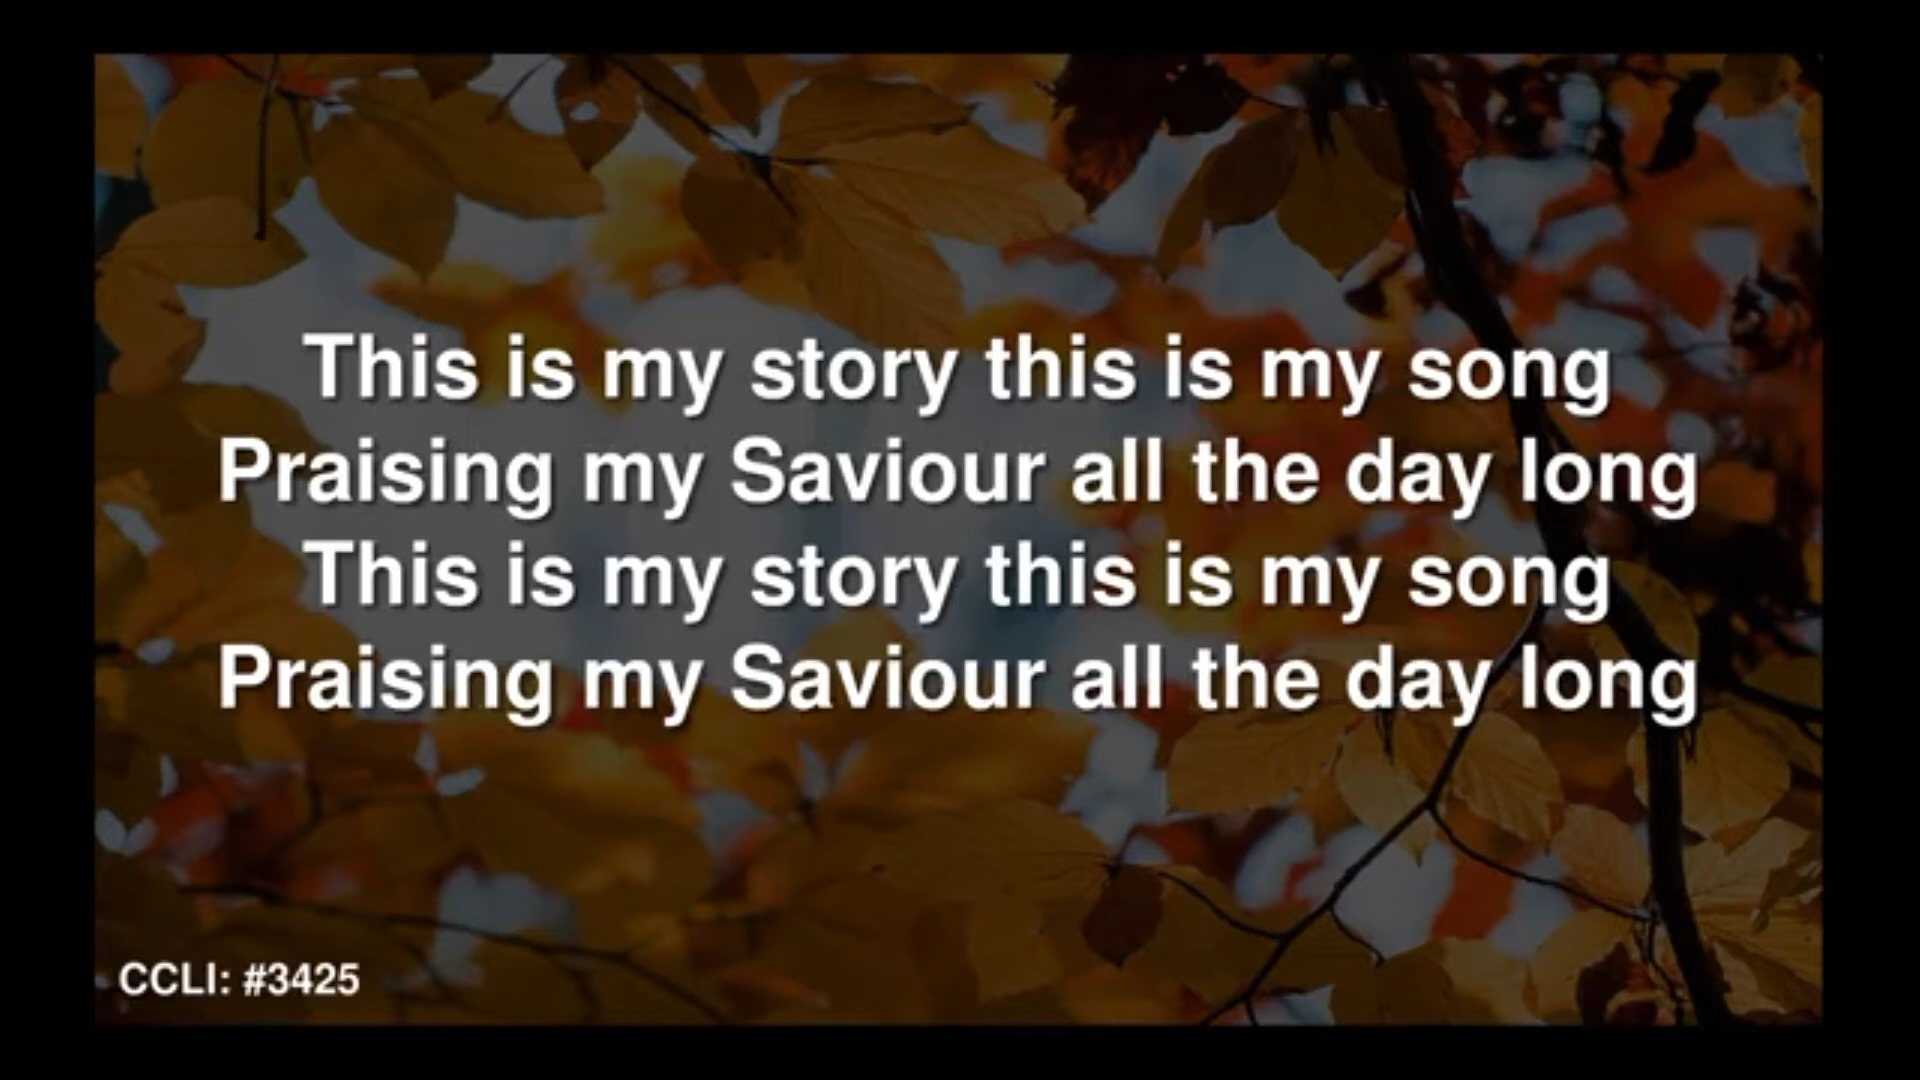 This is my story this is my song
Praising my Saviour all the day long
This is my story this is my song
Praising my Saviour all the day long
CCLI: #3425